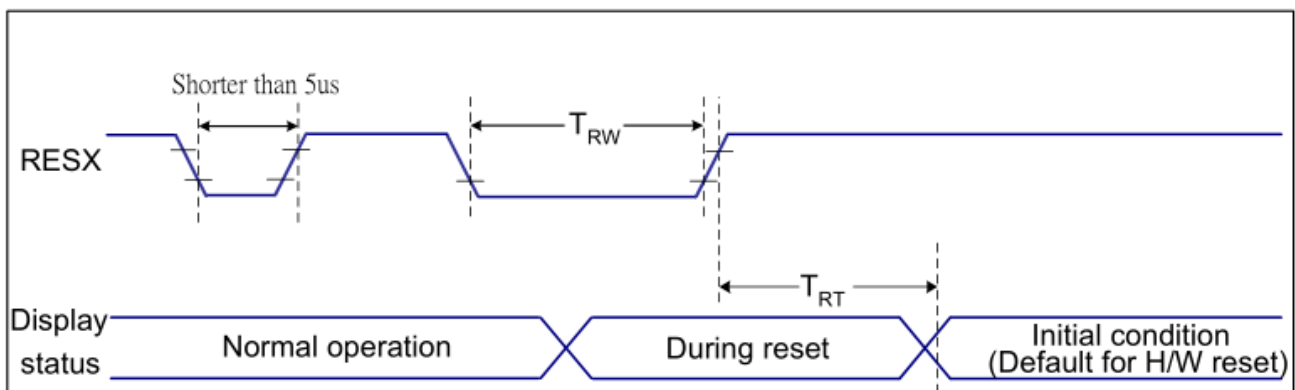 Shorter than 5us
RESX
TRW
TRT
Display
status
Normal operation
During reset
Initial condition
(Default for H/W reset)